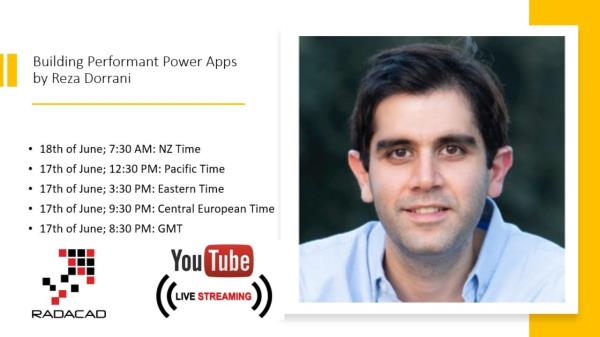 Building Performant Power Apps
by Reza Dorrani
• 18th of June; 7:30 AM: NZ Time
• 17th of June; 12:30 PM: Pacific Time
• 17th of June; 3:30 PM: Eastern Time
• 17th of June; 9:30 PM: Central European Time
• 17th of June; 8:30 PM: GMT
RADACAD
YouTube
LIVE STREAMING